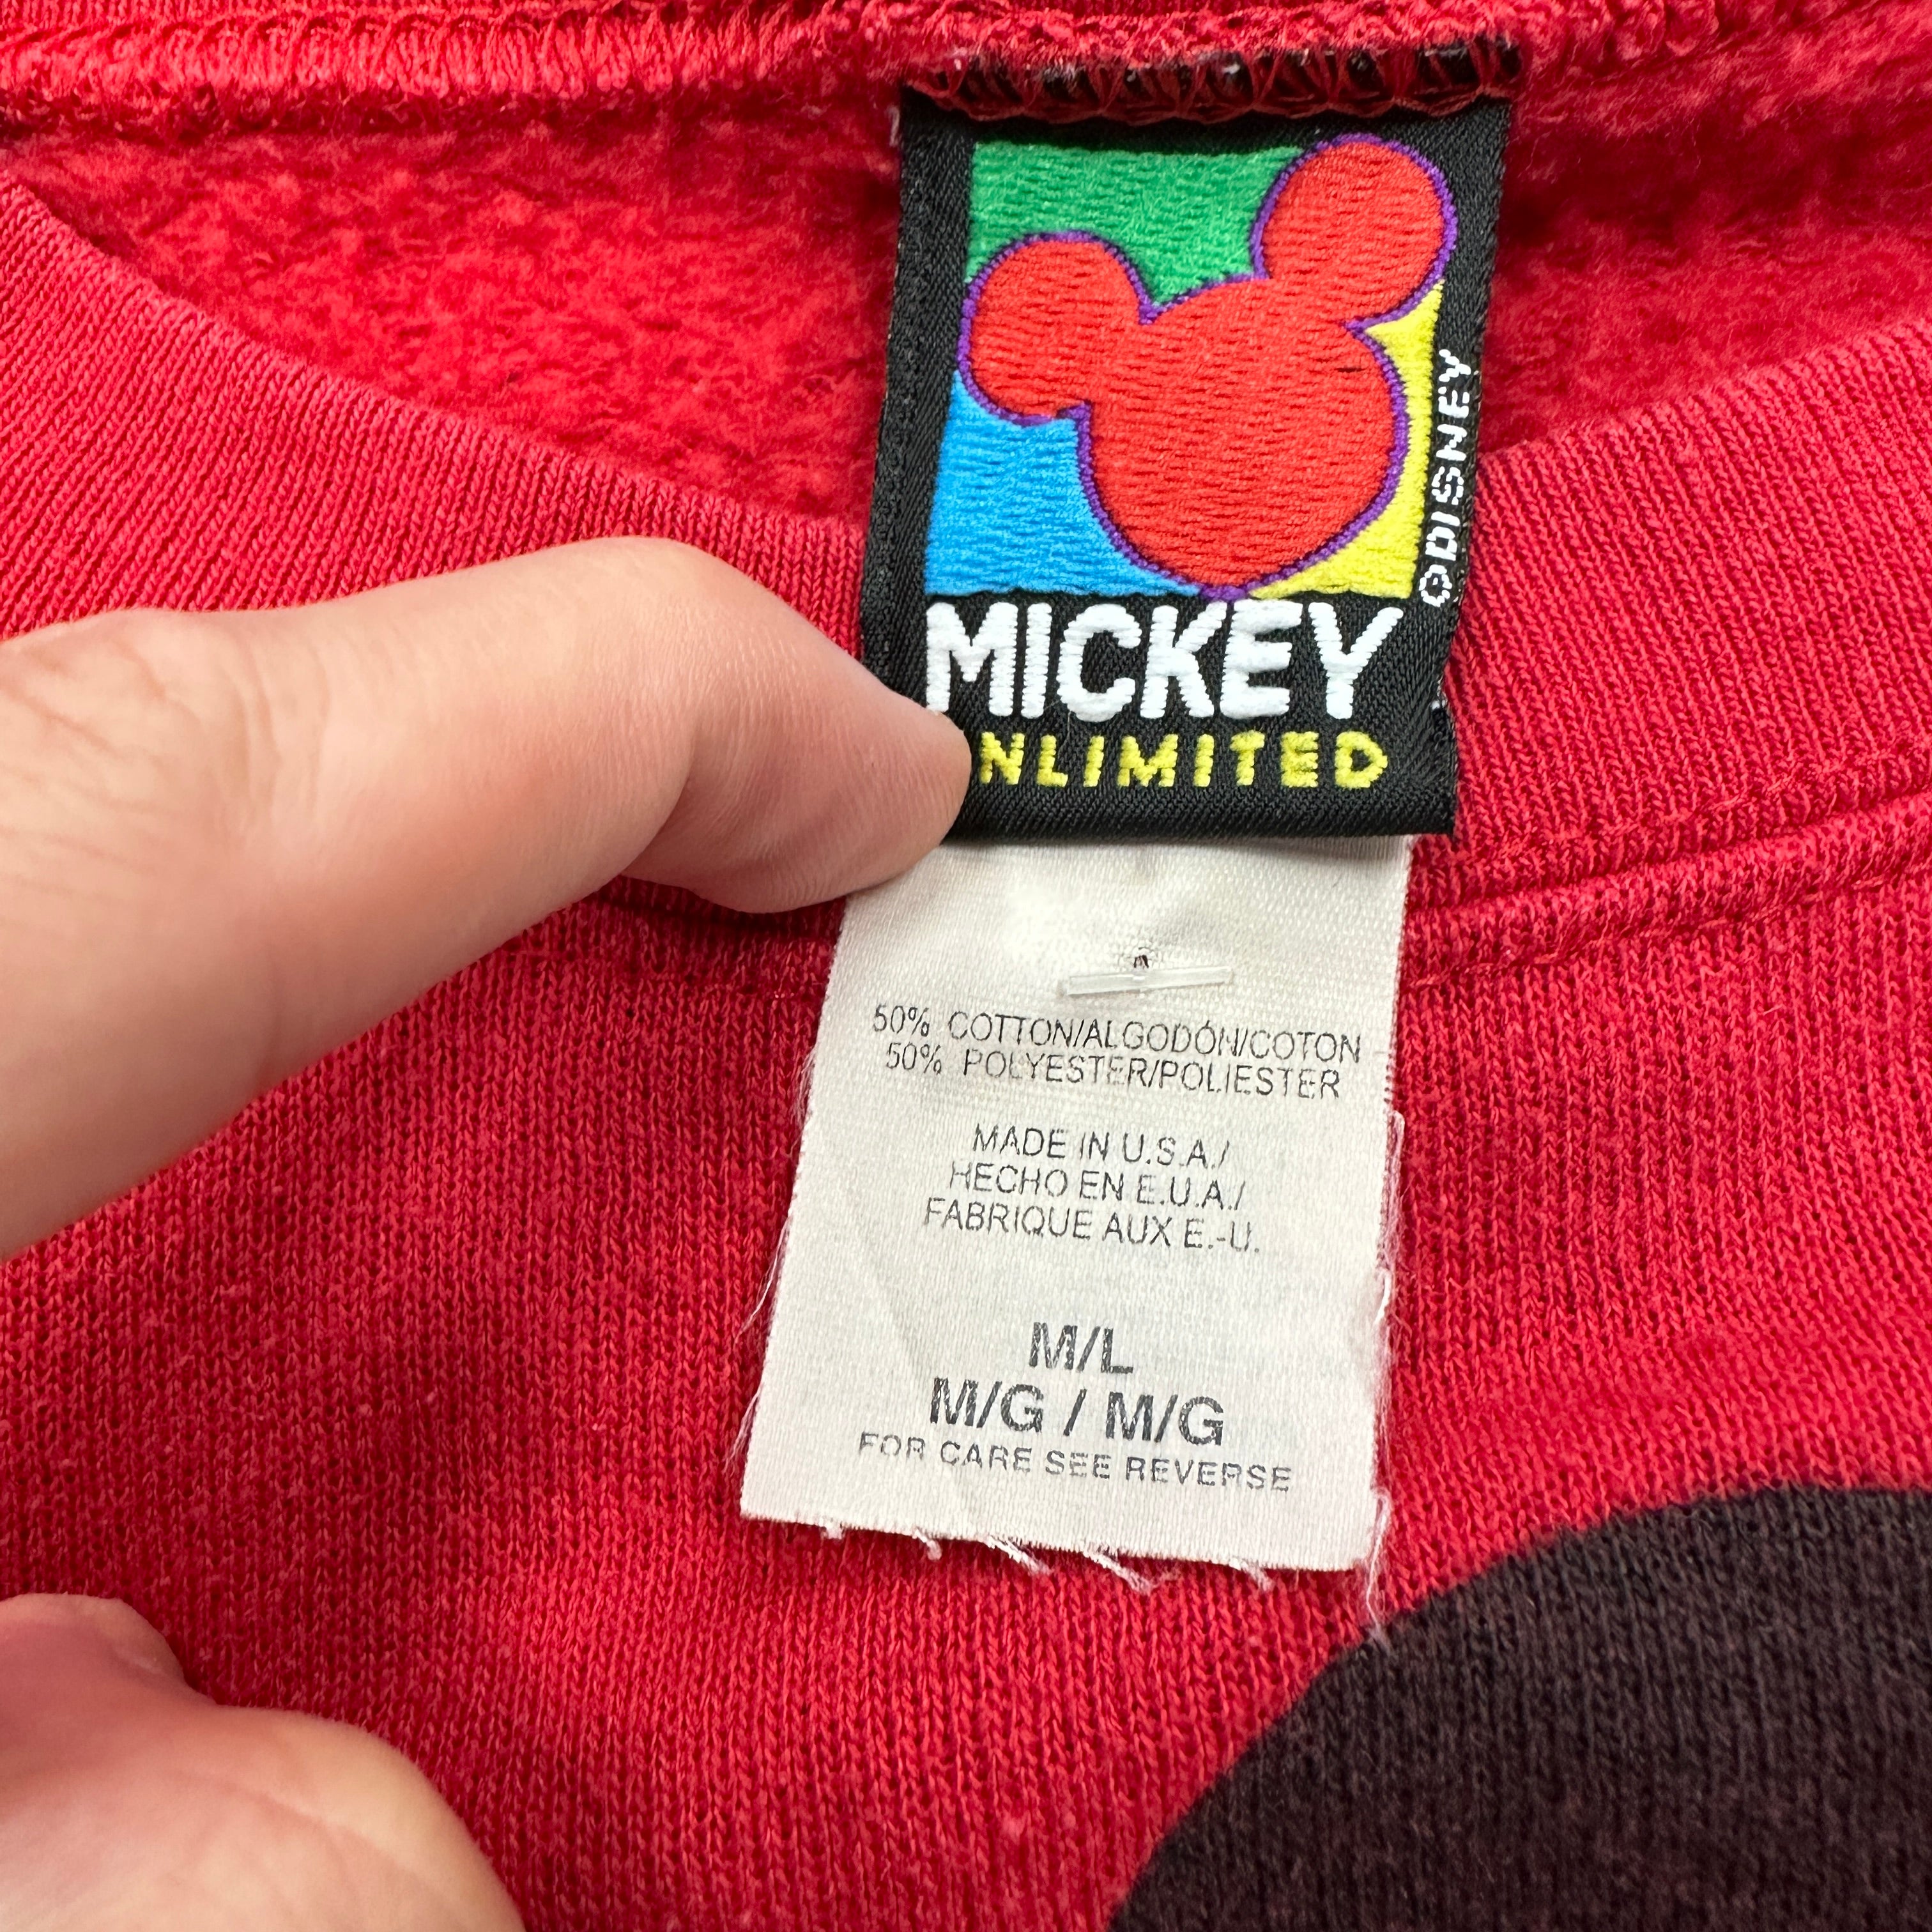 ©DISNEY
MICKEY
NLIMITED
50% COTTON/ALGODÓN/COTON
50% POLYESTER/POLIESTER
MADE IN U.S.A./
HECHO EN E.U.A./
FABRIQUE AUX E.-U.
M/L
M/G / M/G
FOR CARE SEE REVERSE